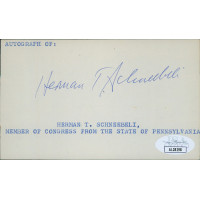 AUTOGRAPH OF:
Herman T. Schneebeli
HERMAN T. SCHNEEBELI,
MEMBER OF CONGRESS FROM THE STATE OF PENNSYLVANIA
JSA